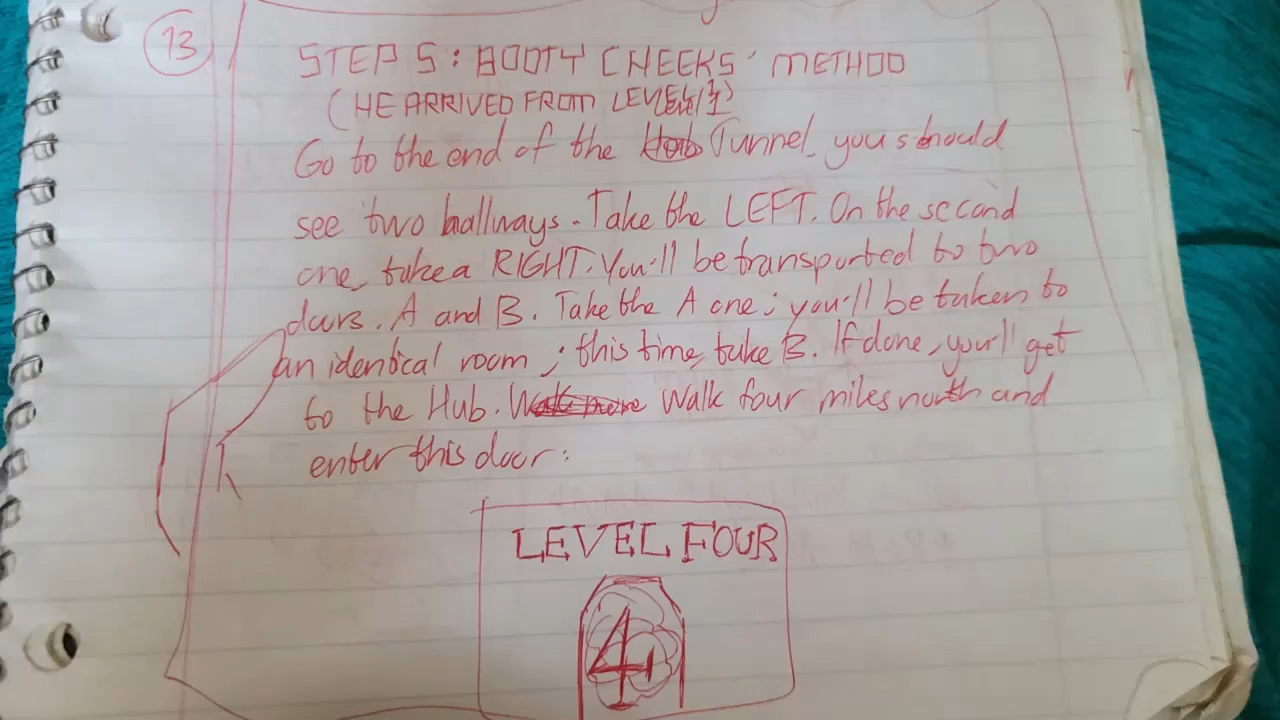 13
STEP 5: BOOTY CHEEKS' METHOD
(HE ARRIVED FROM LEVEL
Go to the end of the Tunnel, you should
see two hallways. Take the LEFT. On the second
one, take a RIGHT. You'll be transported to two
doors. A and B. Take the A one; you'll be taken to
an identical room; this time, take B. If done, you'll get
to the Hub. Walk four miles north and
enter this door:
LEVEL FOUR
4